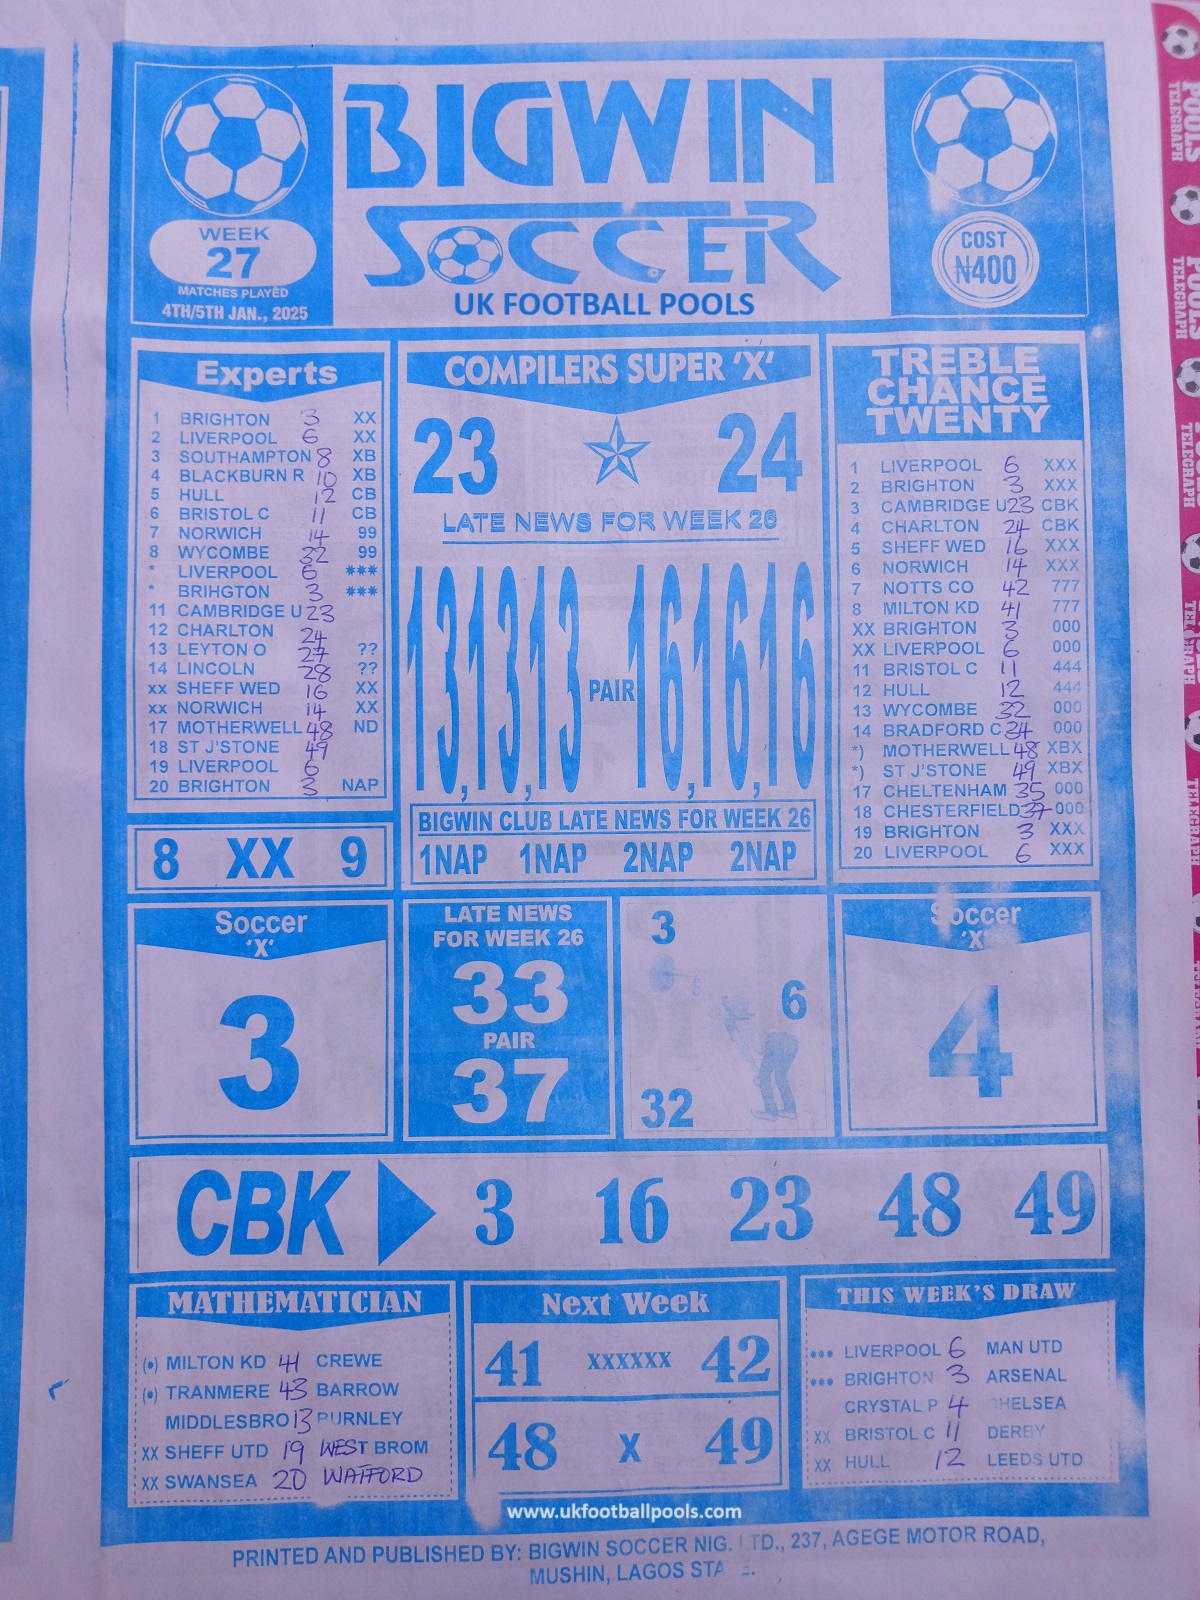 BIGWIN
SOCCER
UK FOOTBALL POOLS
WEEK
27
MATCHES PLAYED
4TH/5TH JAN., 2025
COST
₦400
Experts
1 BRIGHTON 3 XX
2 LIVERPOOL 6 XX
3 SOUTHAMPTON 8 XB
4 BLACKBURN R 10 XB
5 HULL 12 CB
6 BRISTOL C 11 CB
7 NORWICH 14 99
8 WYCOMBE 32 99
* LIVERPOOL 6 ***
* BRIHGTON 3 ***
11 CAMBRIDGE U 23
12 CHARLTON 24
13 LEYTON O 27 ??
14 LINCOLN 28 ??
xx SHEFF WED 16 XX
xx NORWICH 14 XX
17 MOTHERWELL 48 ND
18 ST J'STONE 49
19 LIVERPOOL 6
20 BRIGHTON 3 NAP
8 XX 9
COMPILERS SUPER 'X'
23 24
LATE NEWS FOR WEEK 26
13,13,13 PAIR 16,16,16
BIGWIN CLUB LATE NEWS FOR WEEK 26
1NAP 1NAP 2NAP 2NAP
TREBLE
CHANCE
TWENTY
1 LIVERPOOL 6 XXX
2 BRIGHTON 3 XXX
3 CAMBRIDGE U 23 CBK
4 CHARLTON 24 CBK
5 SHEFF WED 16 XXX
6 NORWICH 14 XXX
7 NOTTS CO 42 777
8 MILTON KD 41 777
XX BRIGHTON 3 000
XX LIVERPOOL 6 000
11 BRISTOL C 11 444
12 HULL 12 444
13 WYCOMBE 32 000
14 BRADFORD C 34 000
*) MOTHERWELL 48 XBX
*) ST J'STONE 49 XBX
17 CHELTENHAM 35 000
18 CHESTERFIELD 37 000
19 BRIGHTON 3 XXX
20 LIVERPOOL 6 XXX
Soccer
'X'
3
LATE NEWS
FOR WEEK 26
33
PAIR
37
3
6
32
Soccer
'X'
4
CBK 3 16 23 48 49
MATHEMATICIAN
(•) MILTON KD 41 CREWE
(•) TRANMERE 43 BARROW
MIDDLESBRO 13 BURNLEY
XX SHEFF UTD 19 WEST BROM
XX SWANSEA 20 WATFORD
Next Week
41 XXXXXX 42
48 X 49
THIS WEEK'S DRAW
••• LIVERPOOL 6 MAN UTD
••• BRIGHTON 3 ARSENAL
CRYSTAL P 4 CHELSEA
XX BRISTOL C 11 DERBY
XX HULL 12 LEEDS UTD
www.ukfootballpools.com
PRINTED AND PUBLISHED BY: BIGWIN SOCCER NIG. LTD., 237, AGEGE MOTOR ROAD,
MUSHIN, LAGOS STATE.
POOLS
TELEGRAPH
POOLS
TELEGRAPH
TELEGRAPH